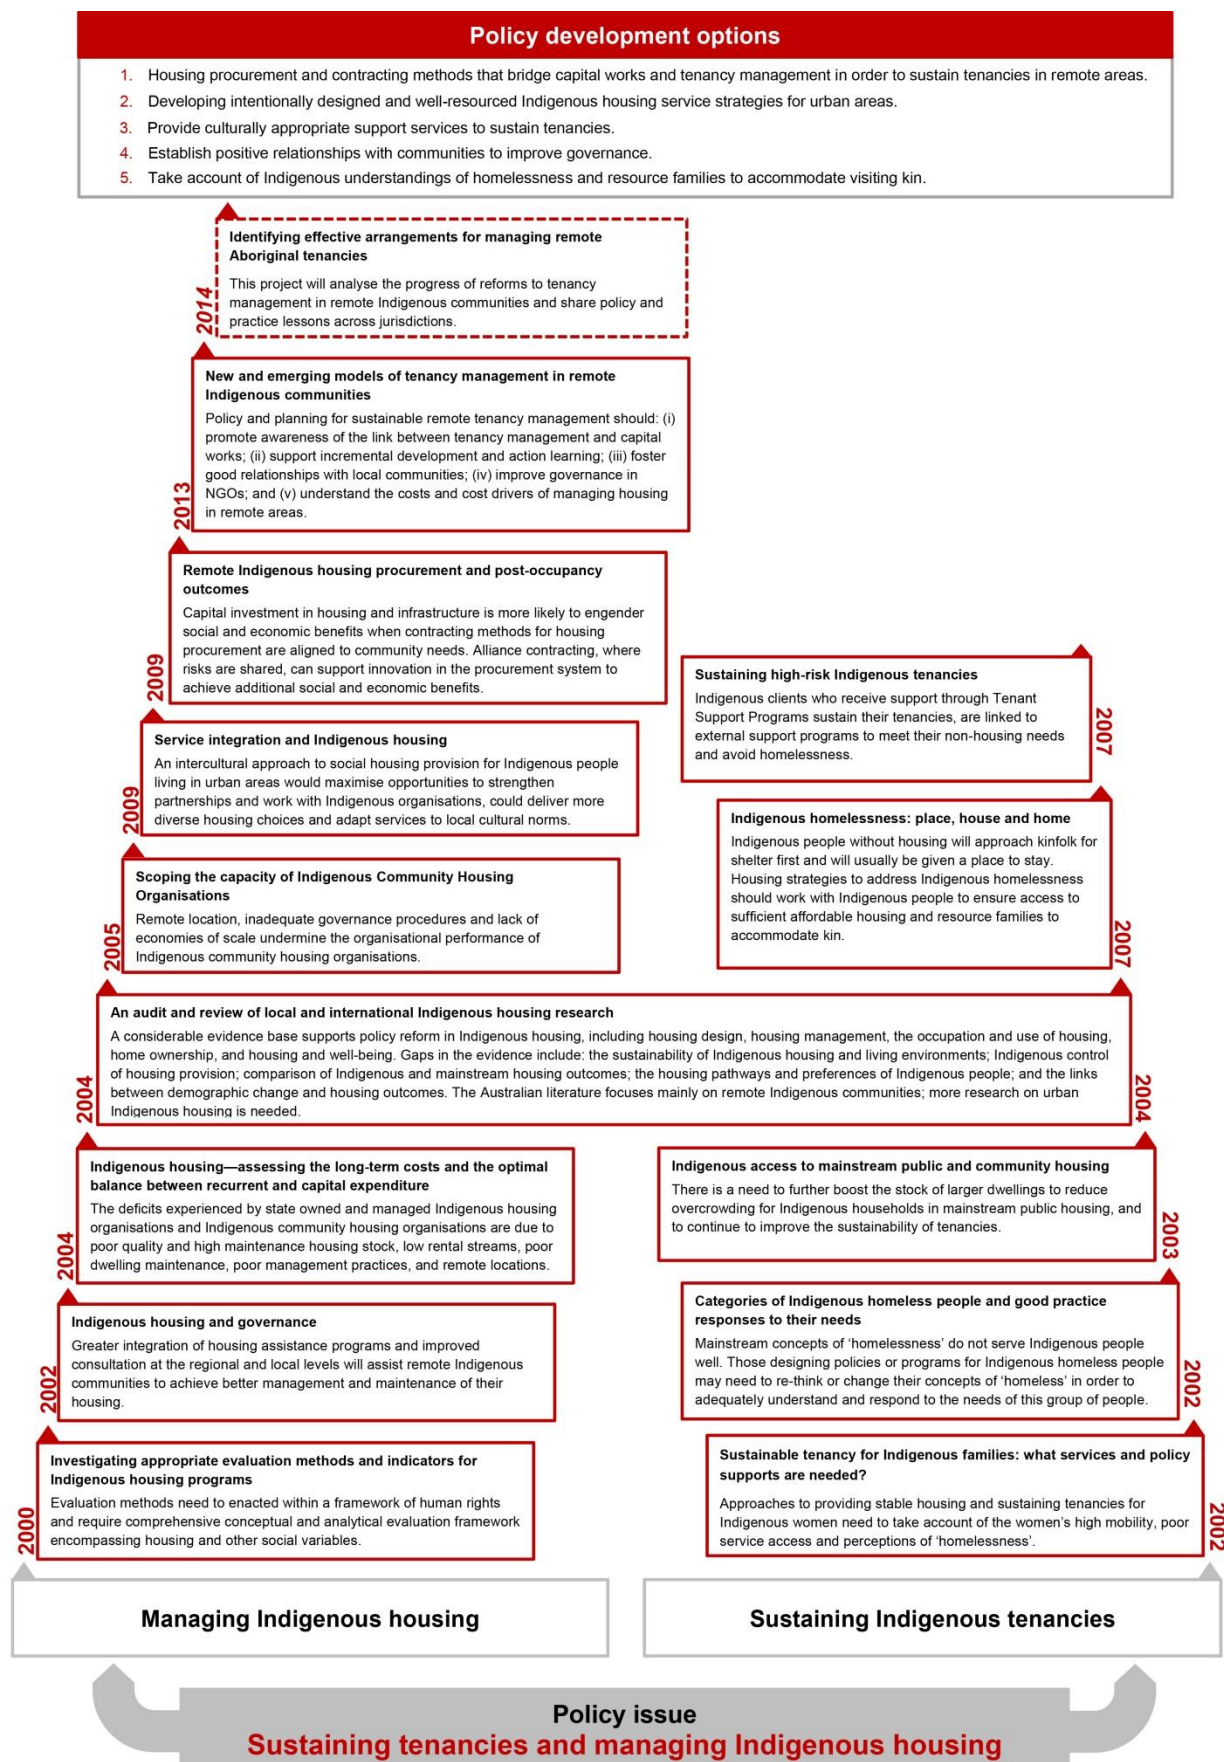 Policy development options
1. Housing procurement and contracting methods that bridge capital works and tenancy management in order to sustain tenancies in remote areas.
2. Developing intentionally designed and well-resourced Indigenous housing service strategies for urban areas.
3. Provide culturally appropriate support services to sustain tenancies.
4. Establish positive relationships with communities to improve governance.
5. Take account of Indigenous understandings of homelessness and resource families to accommodate visiting kin.
2014
Identifying effective arrangements for managing remote
Aboriginal tenancies
This project will analyse the progress of reforms to tenancy
management in remote Indigenous communities and share policy and
practice lessons across jurisdictions.
2013
New and emerging models of tenancy management in remote
Indigenous communities
Policy and planning for sustainable remote tenancy management should: (i)
promote awareness of the link between tenancy management and capital
works; (ii) support incremental development and action learning; (iii) foster
good relationships with local communities; (iv) improve governance in
NGOs; and (v) understand the costs and cost drivers of managing housing
in remote areas.
2009
Remote Indigenous housing procurement and post-occupancy
outcomes
Capital investment in housing and infrastructure is more likely to engender
social and economic benefits when contracting methods for housing
procurement are aligned to community needs. Alliance contracting, where
risks are shared, can support innovation in the procurement system to
achieve additional social and economic benefits.
2009
Service integration and Indigenous housing
An intercultural approach to social housing provision for Indigenous people
living in urban areas would maximise opportunities to strengthen
partnerships and work with Indigenous organisations, could deliver more
diverse housing choices and adapt services to local cultural norms.
2005
Scoping the capacity of Indigenous Community Housing
Organisations
Remote location, inadequate governance procedures and lack of
economies of scale undermine the organisational performance of
Indigenous community housing organisations.
Sustaining high-risk Indigenous tenancies
Indigenous clients who receive support through Tenant
Support Programs sustain their tenancies, are linked to
external support programs to meet their non-housing needs
and avoid homelessness.
2007
Indigenous homelessness: place, house and home
Indigenous people without housing will approach kinfolk for
shelter first and will usually be given a place to stay.
Housing strategies to address Indigenous homelessness
should work with Indigenous people to ensure access to
sufficient affordable housing and resource families to
accommodate kin.
2007
2004
An audit and review of local and international Indigenous housing research
A considerable evidence base supports policy reform in Indigenous housing, including housing design, housing management, the occupation and use of housing,
home ownership, and housing and well-being. Gaps in the evidence include: the sustainability of Indigenous housing and living environments; Indigenous control
of housing provision; comparison of Indigenous and mainstream housing outcomes; the housing pathways and preferences of Indigenous people; and the links
between demographic change and housing outcomes. The Australian literature focuses mainly on remote Indigenous communities; more research on urban
Indigenous housing is needed.
2004
2004
Indigenous housing—assessing the long-term costs and the optimal
balance between recurrent and capital expenditure
The deficits experienced by state owned and managed Indigenous housing
organisations and Indigenous community housing organisations are due to
poor quality and high maintenance housing stock, low rental streams, poor
dwelling maintenance, poor management practices, and remote locations.
2002
Indigenous housing and governance
Greater integration of housing assistance programs and improved
consultation at the regional and local levels will assist remote Indigenous
communities to achieve better management and maintenance of their
housing.
2000
Investigating appropriate evaluation methods and indicators for
Indigenous housing programs
Evaluation methods need to enacted within a framework of human rights
and require comprehensive conceptual and analytical evaluation framework
encompassing housing and other social variables.
Indigenous access to mainstream public and community housing
There is a need to further boost the stock of larger dwellings to reduce
overcrowding for Indigenous households in mainstream public housing, and
to continue to improve the sustainability of tenancies.
2003
Categories of Indigenous homeless people and good practice
responses to their needs
Mainstream concepts of ‘homelessness’ do not serve Indigenous people
well. Those designing policies or programs for Indigenous homeless people
may need to re-think or change their concepts of ‘homeless’ in order to
adequately understand and respond to the needs of this group of people.
2002
Sustainable tenancy for Indigenous families: what services and policy
supports are needed?
Approaches to providing stable housing and sustaining tenancies for
Indigenous women need to take account of the women’s high mobility, poor
service access and perceptions of ‘homelessness’.
2002
Managing Indigenous housing
Sustaining Indigenous tenancies
Policy issue
Sustaining tenancies and managing Indigenous housing